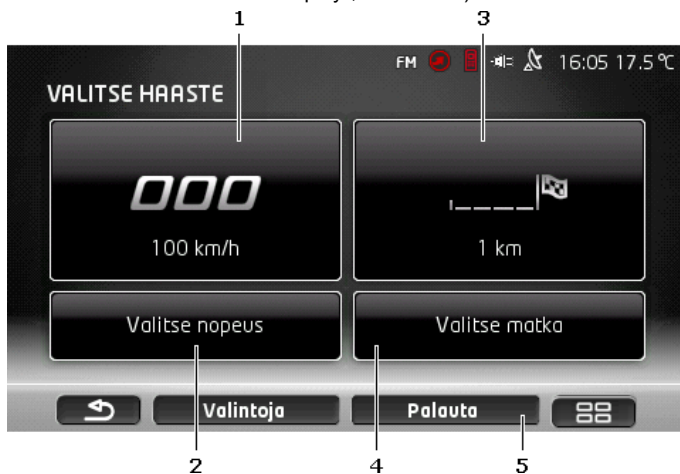 1 3
FM 16:05 17.5 °C
VALITSE HAASTE
000
100 km/h 1 km
Valitse nopeus Valitse matka
Valintoja Palauta
2 4 5